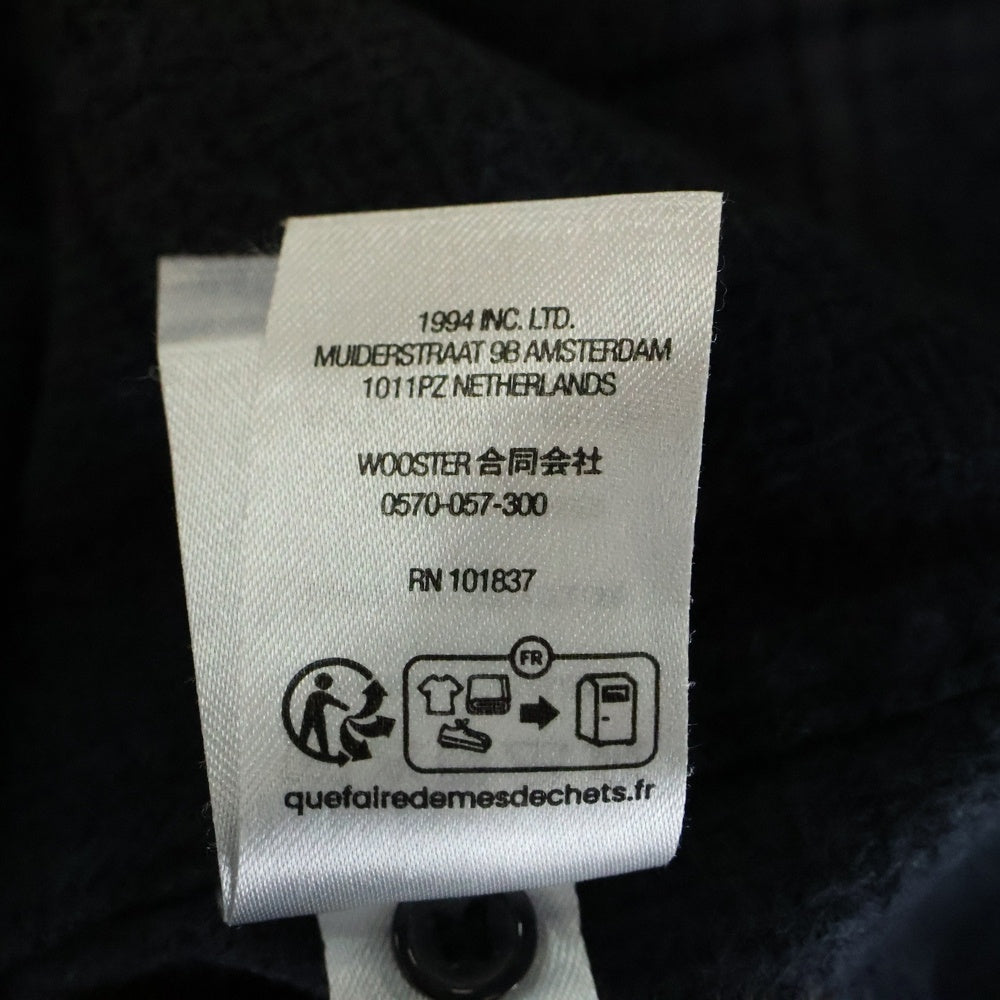 1994 INC. LTD.
MUIDERSTRAAT 9B AMSTERDAM
1011PZ NETHERLANDS
WOOSTER 合同会社
0570-057-300
RN 101837
FR
quefairedemesdechets.fr